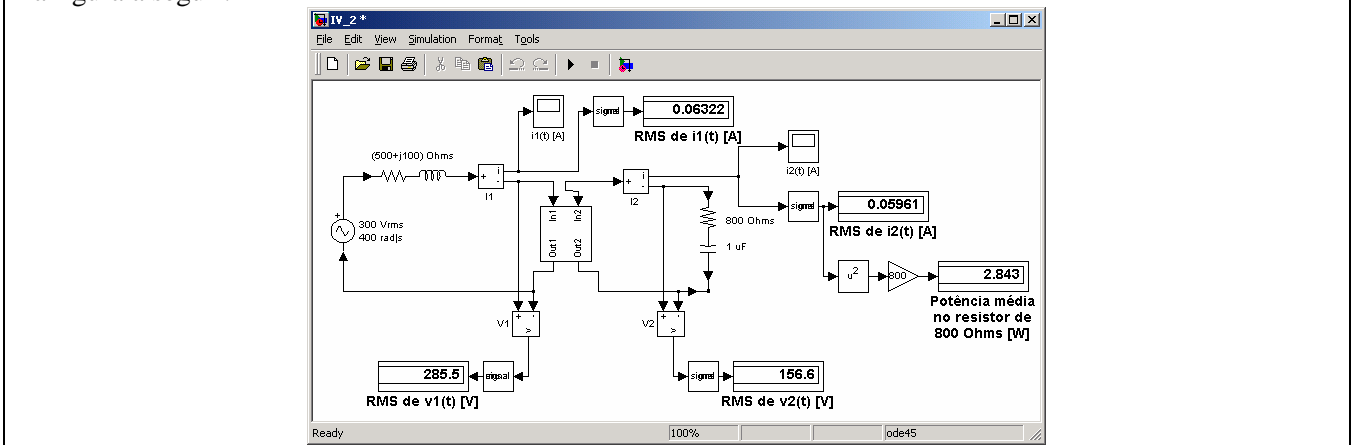 IV_2 *
File Edit View Simulation Format Tools
i1(t) [A]
signal
0.06322
RMS de i1(t) [A]
(500+j100) Ohms
+
i
-
I1
300 Vrms
400 rad/s
+
In1
In2
Out1
Out2
+
i
-
I2
i2(t) [A]
signal
0.05961
RMS de i2(t) [A]
800 Ohms
1 uF
u2
800
2.843
Potência média
no resistor de
800 Ohms [W]
V1
+
-
v
V2
+
-
v
285.5
signal
RMS de v1(t) [V]
signal
156.6
RMS de v2(t) [V]
Ready
100%
ode45